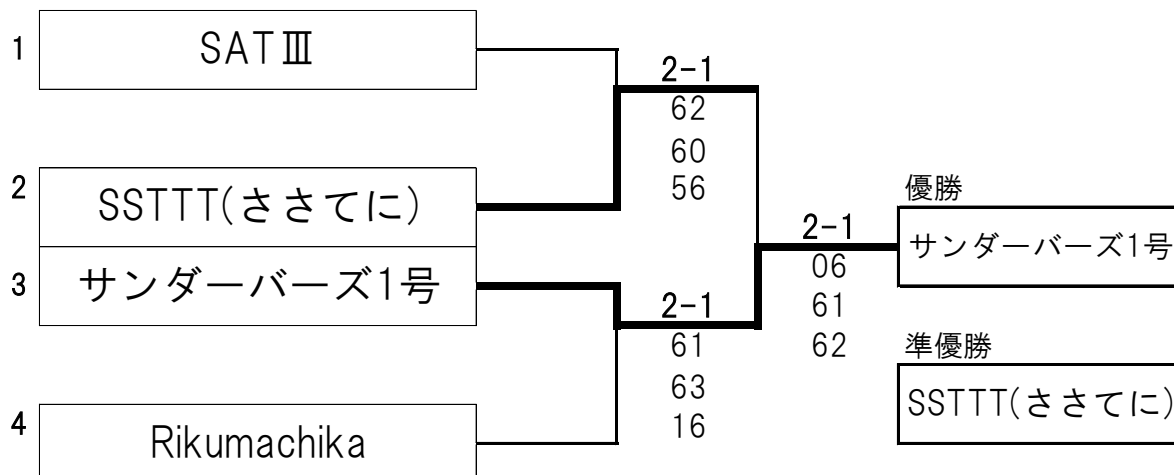 1
SATⅢ
2
SSTTT(ささてに)
3
サンダーバーズ1号
4
Rikumachika
2-1
62
60
56
2-1
61
63
16
2-1
06
61
62
優勝
サンダーバーズ1号
準優勝
SSTTT(ささてに)